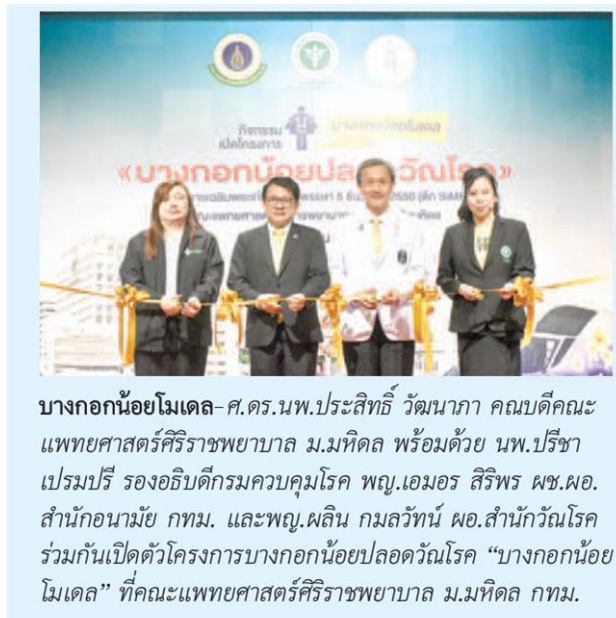 กิจกรรม
เปิดโครงการ
บางกอกน้อยโมเดล
«บางกอกน้อยปลอดวัณโรค»
บางกอกน้อยโมเดล-ศ.ดร.นพ.ประสิทธิ์ วัฒนาภา คณบดีคณะ
แพทยศาสตร์ศิริราชพยาบาล ม.มหิดล พร้อมด้วย นพ.ปรีชา
เปรมปรี รองอธิบดีกรมควบคุมโรค พญ.เอมอร สิริพร ผช.ผอ.
สำนักอนามัย กทม. และพญ.ผลิน กมลวัทน์ ผอ.สำนักวัณโรค
ร่วมกันเปิดตัวโครงการบางกอกน้อยปลอดวัณโรค “บางกอกน้อย
โมเดล” ที่คณะแพทยศาสตร์ศิริราชพยาบาล ม.มหิดล กทม.